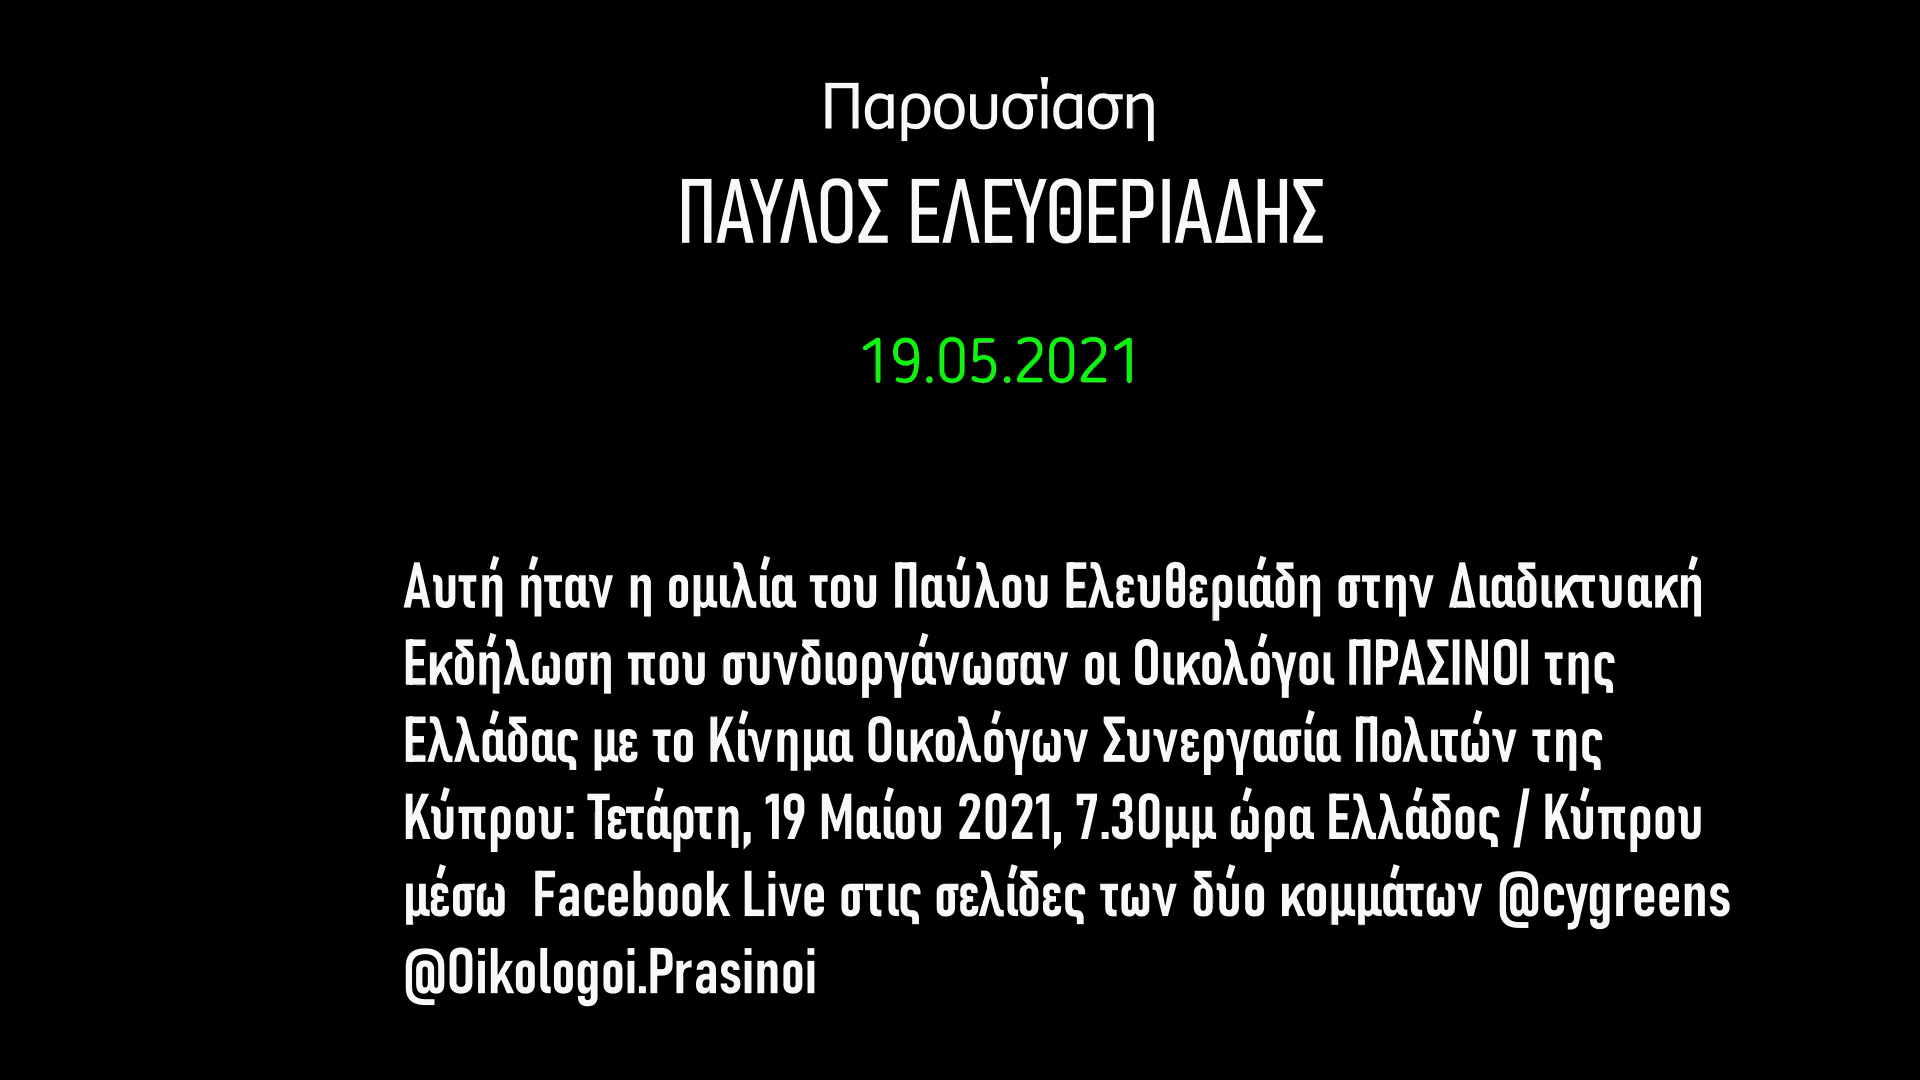 Παρουσίαση
ΠΑΥΛΟΣ ΕΛΕΥΘΕΡΙΑΔΗΣ
19.05.2021
Αυτή ήταν η ομιλία του Παύλου Ελευθεριάδη στην Διαδικτυακή
Εκδήλωση που συνδιοργάνωσαν οι Οικολόγοι ΠΡΑΣΙΝΟΙ της
Ελλάδας με το Κίνημα Οικολόγων Συνεργασία Πολιτών της
Κύπρου: Τετάρτη, 19 Μαίου 2021, 7.30μμ ώρα Ελλάδος / Κύπρου
μέσω  Facebook Live στις σελίδες των δύο κομμάτων @cygreens
@Oikologoi.Prasinoi